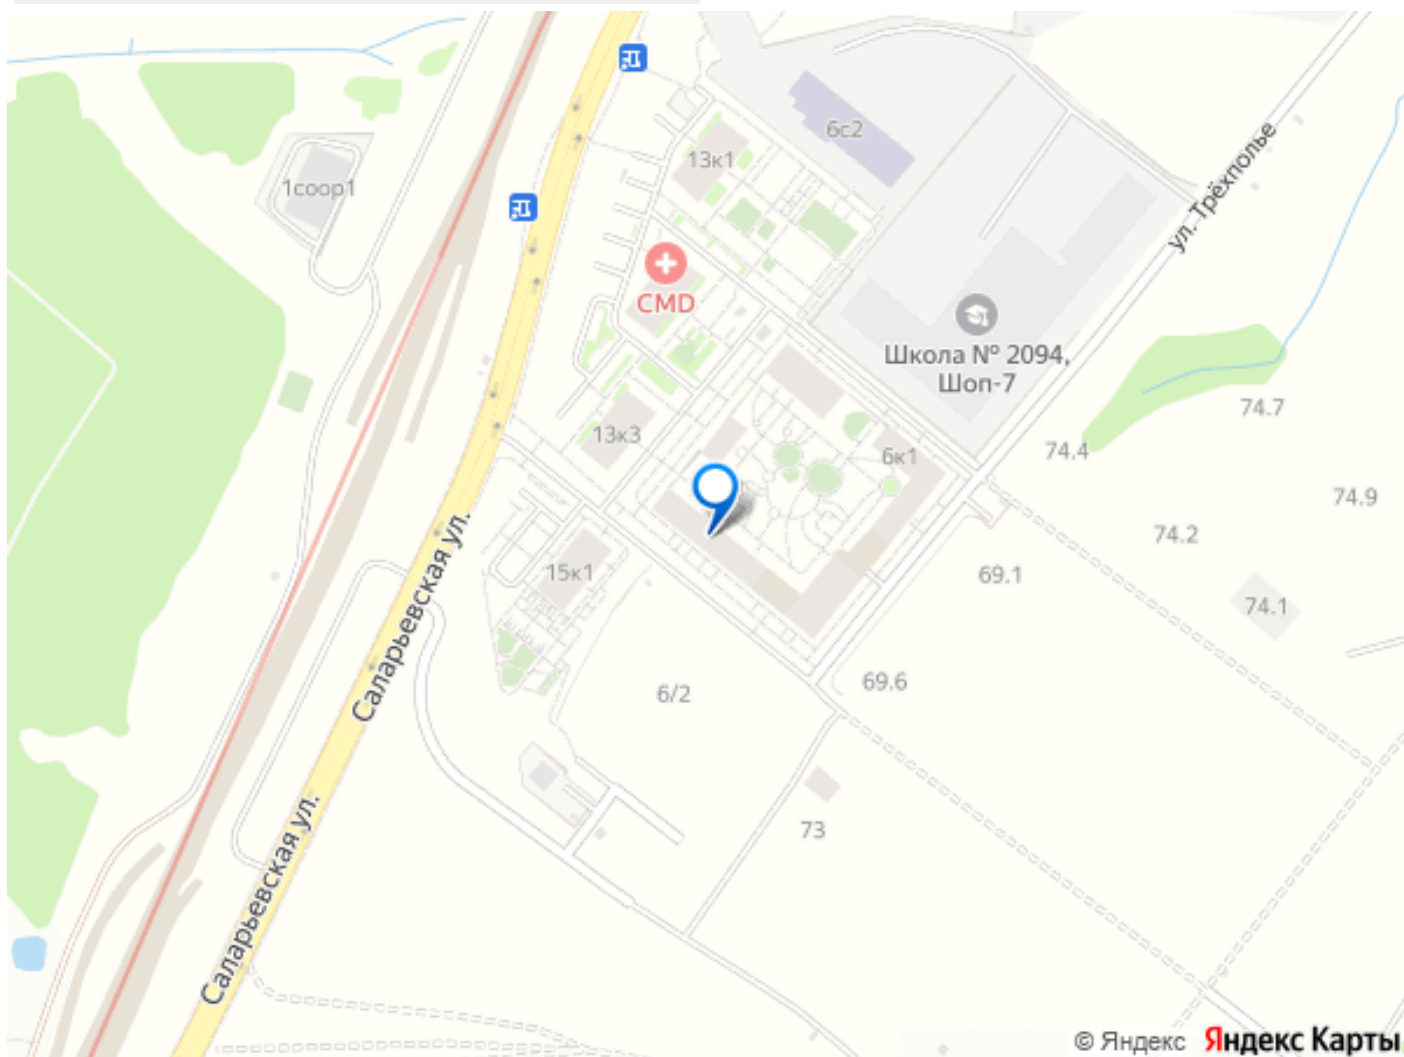 6с2
13к1
1соор1
ул. Трёхполье
CMD
Школа № 2094,
Шоп-7
74.7
13к3
6к1
74.4
74.9
74.2
Саларьевская ул.
15к1
69.1
74.1
69.6
6/2
73
Саларьевская ул.
© Яндекс Яндекс Карты